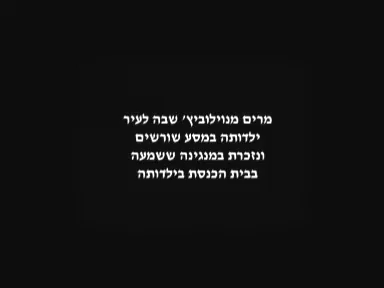 מרים מנוילוביץ' שבה לעיר
ילדותה במסע שורשים
ונזכרת במנגינה ששמעה
בבית הכנסת בילדותה